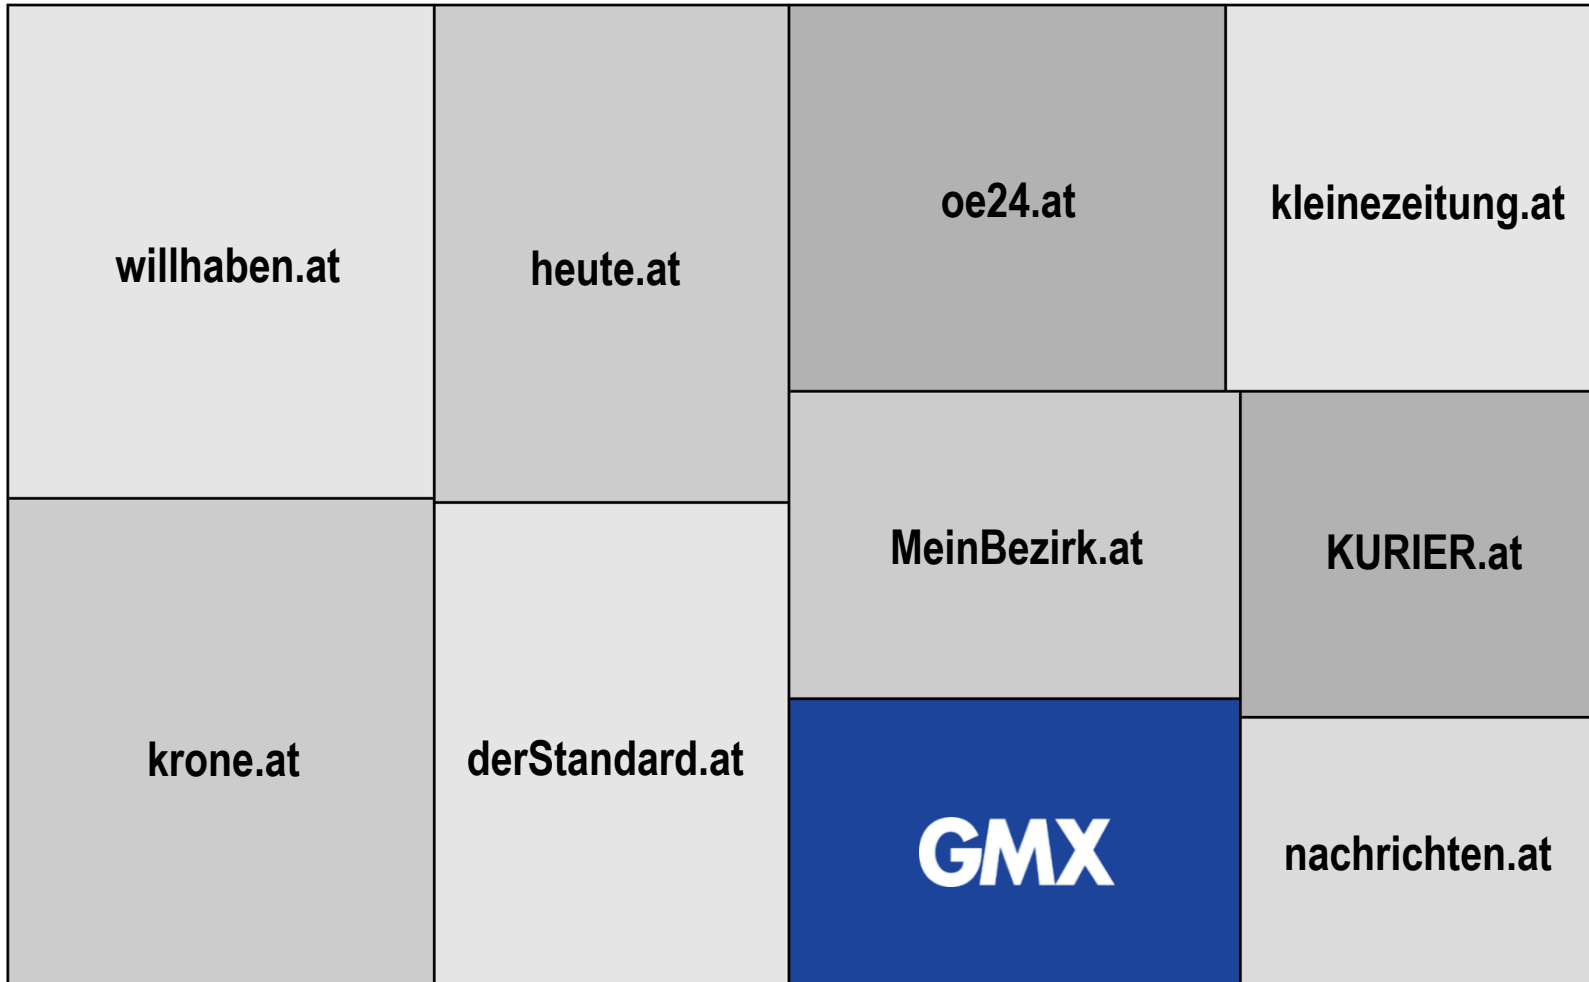 willhaben.at
heute.at
oe24.at
kleinezeitung.at
krone.at
derStandard.at
MeinBezirk.at
KURIER.at
GMX
nachrichten.at